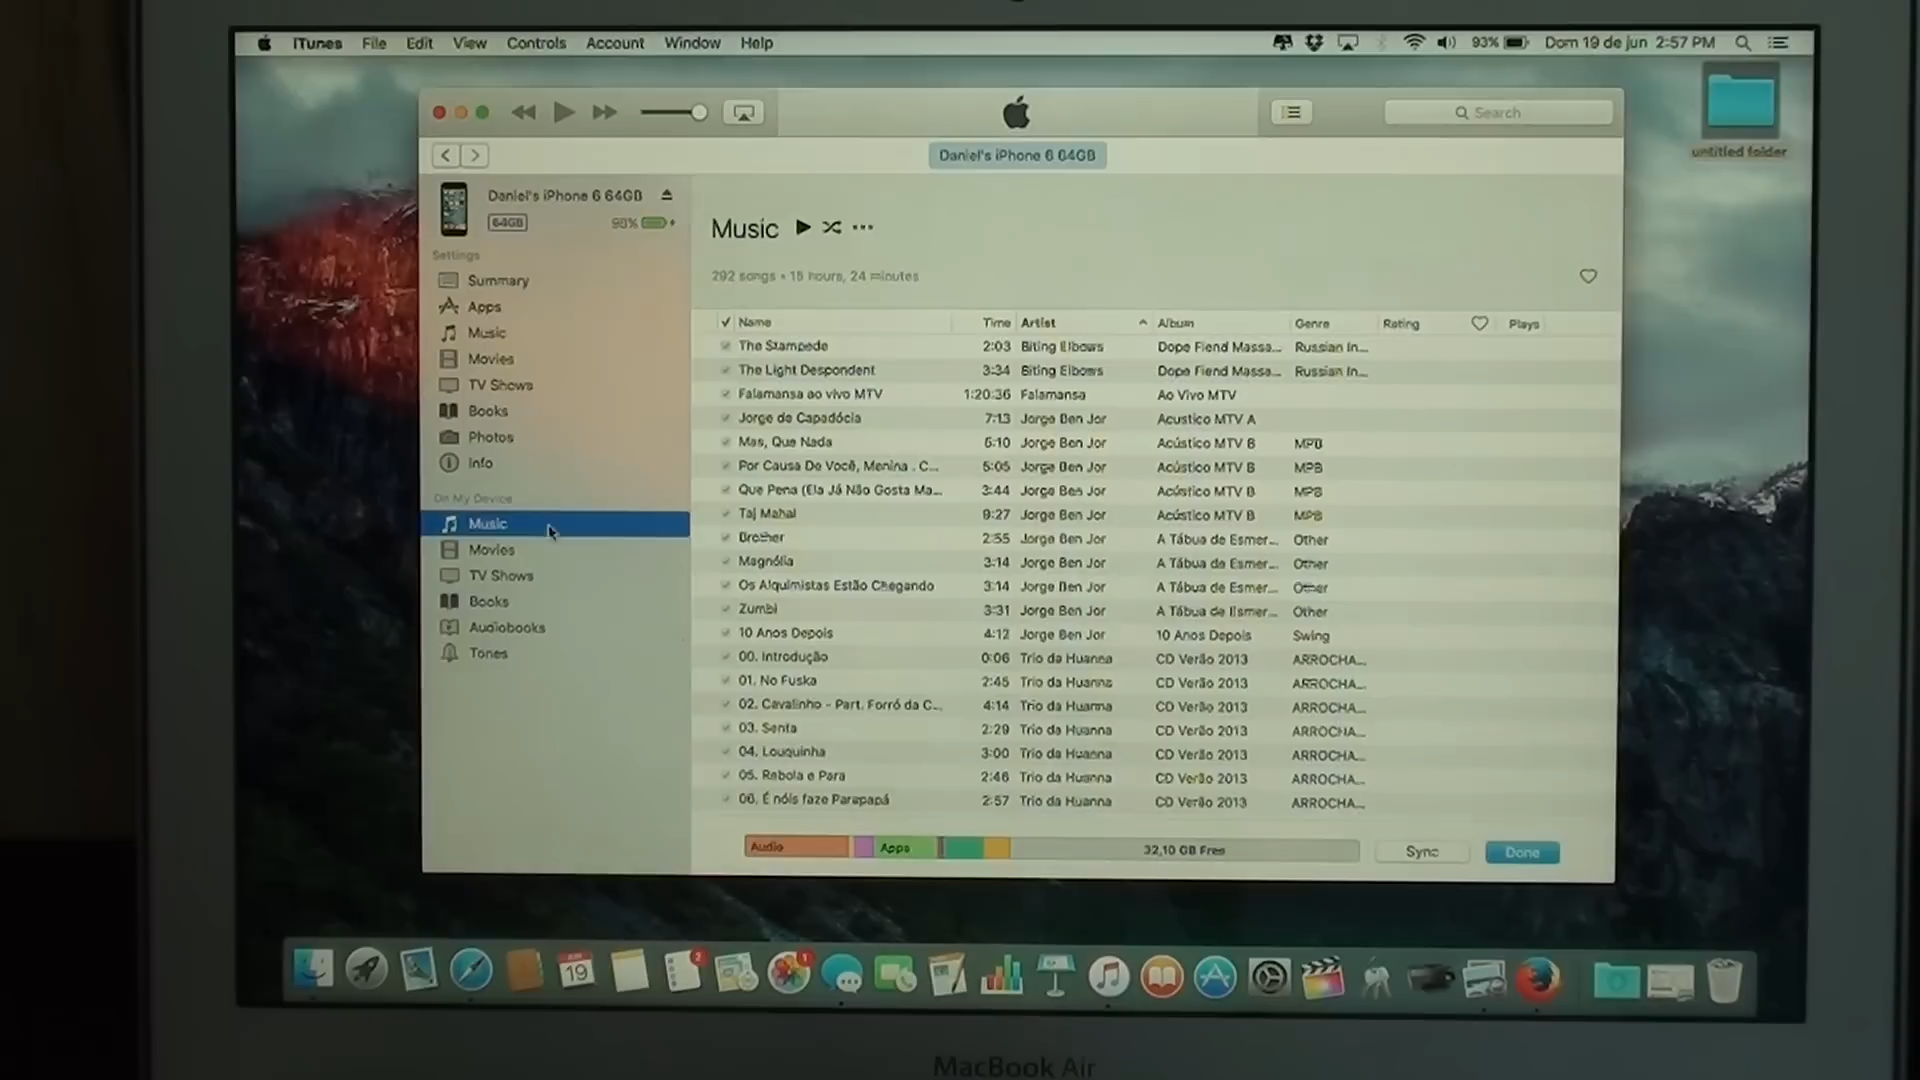 iTunes File Edit View Controls Account Window Help 93% Dom 19 de jun 2:57 PM
untitled folder
Search
Daniel's iPhone 6 64GB
Daniel's iPhone 6 64GB
64GB 98%
Settings
Summary
Apps
Music
Movies
TV Shows
Books
Photos
Info
On My Device
Music
Movies
TV Shows
Books
Audiobooks
Tones
Music
292 songs • 15 hours, 24 minutes
Name Time Artist Album Genre Rating Plays
The Stampede 2:03 Biting Elbows Dope Fiend Massa... Russian In...
The Light Despondent 3:34 Biting Elbows Dope Fiend Massa... Russian In...
Falamansa ao vivo MTV 1:20:36 Falamansa Ao Vivo MTV
Jorge de Capadócia 7:13 Jorge Ben Jor Acustico MTV A
Mas, Que Nada 5:10 Jorge Ben Jor Acústico MTV B MPB
Por Causa De Você, Menina . C... 5:05 Jorge Ben Jor Acústico MTV B MPB
Que Pena (Ela Já Não Gosta Ma... 3:44 Jorge Ben Jor Acústico MTV B MPB
Taj Mahal 9:27 Jorge Ben Jor Acústico MTV B MPB
Brother 2:55 Jorge Ben Jor A Tábua de Esmer... Other
Magnólia 3:14 Jorge Ben Jor A Tábua de Esmer... Other
Os Alquimistas Estão Chegando 3:14 Jorge Ben Jor A Tábua de Esmer... Other
Zumbi 3:31 Jorge Ben Jor A Tábua de Esmer... Other
10 Anos Depois 4:12 Jorge Ben Jor 10 Anos Depois Swing
00. Introdução 0:06 Trio da Huanna CD Verão 2013 ARROCHA...
01. No Fuska 2:45 Trio da Huanna CD Verão 2013 ARROCHA...
02. Cavalinho - Part. Forró da C... 4:14 Trio da Huanna CD Verão 2013 ARROCHA...
03. Senta 2:29 Trio da Huanna CD Verão 2013 ARROCHA...
04. Louquinha 3:00 Trio da Huanna CD Verão 2013 ARROCHA...
05. Rebola e Para 2:46 Trio da Huanna CD Verão 2013 ARROCHA...
06. É nóis faze Parapapá 2:57 Trio da Huanna CD Verão 2013 ARROCHA...
Audio Apps 32,10 GB Free Sync Done
19 2 1
MacBook Air